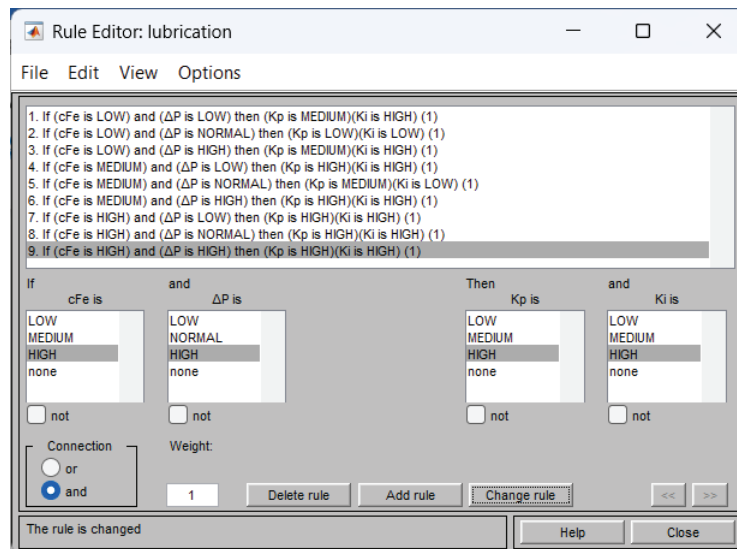 Rule Editor: lubrication
File Edit View Options
1. If (cFe is LOW) and (ΔP is LOW) then (Kp is MEDIUM)(Ki is HIGH) (1)
2. If (cFe is LOW) and (ΔP is NORMAL) then (Kp is LOW)(Ki is LOW) (1)
3. If (cFe is LOW) and (ΔP is HIGH) then (Kp is MEDIUM)(Ki is HIGH) (1)
4. If (cFe is MEDIUM) and (ΔP is LOW) then (Kp is HIGH)(Ki is HIGH) (1)
5. If (cFe is MEDIUM) and (ΔP is NORMAL) then (Kp is MEDIUM)(Ki is LOW) (1)
6. If (cFe is MEDIUM) and (ΔP is HIGH) then (Kp is HIGH)(Ki is HIGH) (1)
7. If (cFe is HIGH) and (ΔP is LOW) then (Kp is HIGH)(Ki is HIGH) (1)
8. If (cFe is HIGH) and (ΔP is NORMAL) then (Kp is HIGH)(Ki is HIGH) (1)
9. If (cFe is HIGH) and (ΔP is HIGH) then (Kp is HIGH)(Ki is HIGH) (1)
If and Then and
cFe is ΔP is Kp is Ki is
LOW LOW LOW LOW
MEDIUM NORMAL MEDIUM MEDIUM
HIGH HIGH HIGH HIGH
none none none none
not not not not
Connection Weight:
or
and 1 Delete rule Add rule Change rule << >>
The rule is changed Help Close